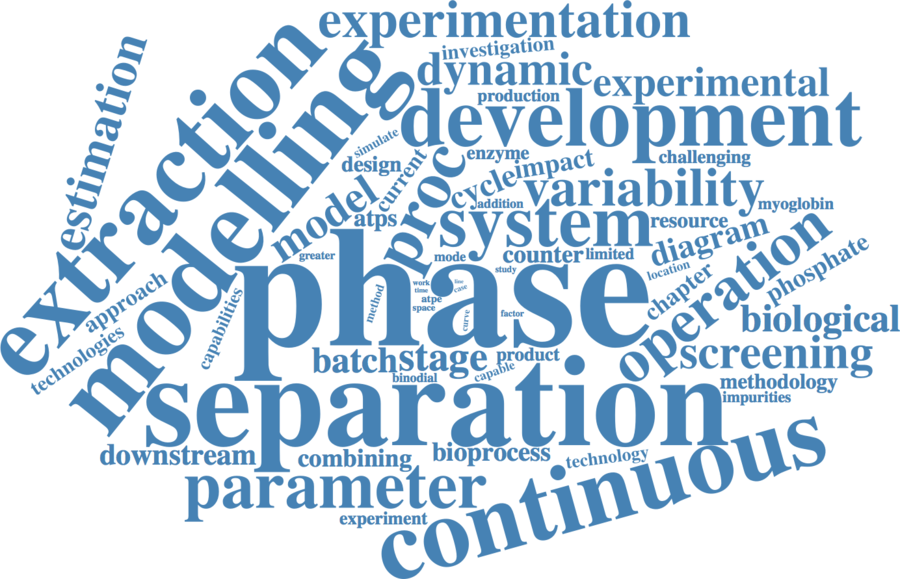 experimentation
investigation
estimation
extraction
modelling
dynamic
experimental
production
development
simulate
design
current
proc
enzyme
cycle
impact
challenging
model
atps
addition
variability
myoglobin
system
resource
diagram
operation
phosphate
greater
phase
mode
counter
limited
study
location
chapter
approach
technologies
capabilities
method
work
time
atpe
space
line
case
curve
factor
biological
batch
stage
product
screening
binodial
capable
methodology
impurities
separation
downstream
combining
bioprocess
technology
continuous
parameter
experiment